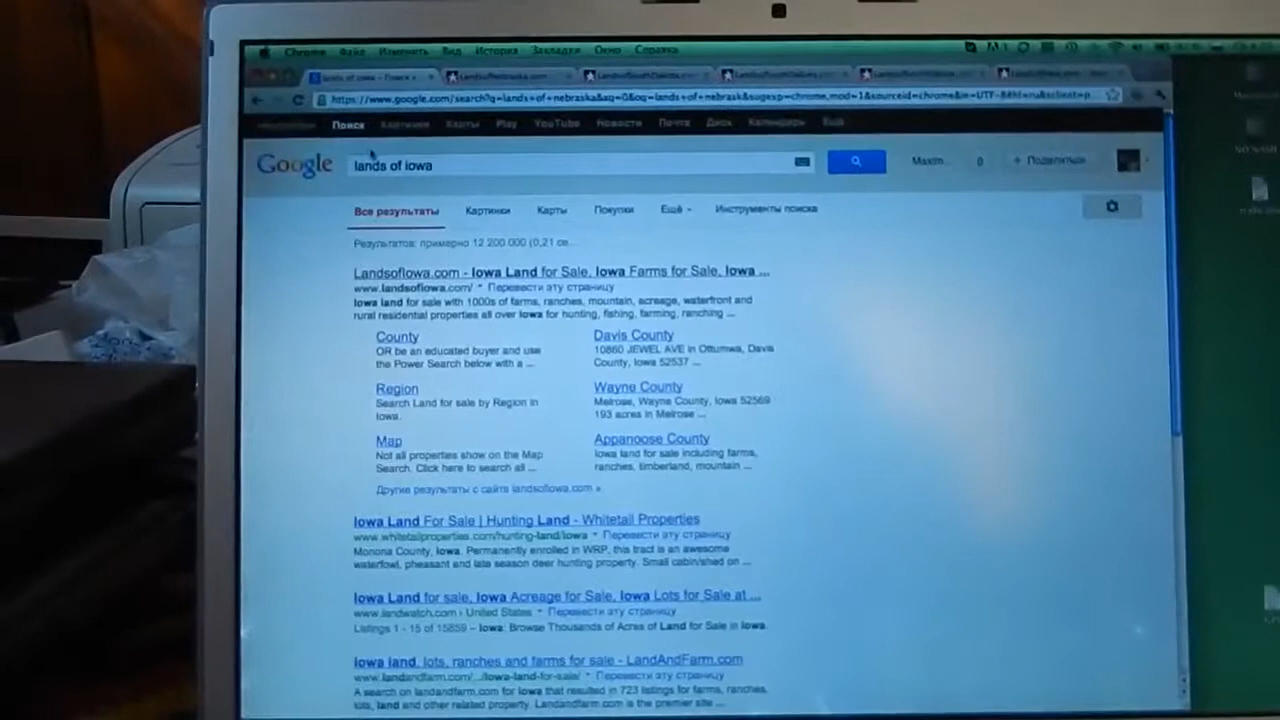 Chrome Файл Изменить Вид История Закладки Окно Справка
lands of iowa - Поиск в
https://www.google.com/search?q=lands+of+nebraska&aq=0&oq=lands+of+nebrask&sugexp=chrome,mod=1&sourceid=chrome&ie=UTF-8#hl=ru&sclient=p
Поиск Картинки Карты Play YouTube Новости Почта Диск Календарь Ещё
Google lands of iowa Maxim... 0 + Поделиться
Все результаты Картинки Карты Покупки Ещё Инструменты поиска
Результатов: примерно 12 200 000 (0,21 се...
LandsofIowa.com - Iowa Land for Sale, Iowa Farms for Sale, Iowa ...
www.landsofiowa.com/ Перевести эту страницу
Iowa land for sale with 1000s of farms, ranches, mountain, acreage, waterfront and
rural residential properties all over Iowa for hunting, fishing, farming, ranching ...
County Davis County
OR be an educated buyer and use 10860 JEWEL AVE in Ottumwa, Davis
the Power Search below with a ... County, Iowa 52537 ...
Region Wayne County
Search Land for sale by Region in Melrose, Wayne County, Iowa 52569
Iowa. 193 acres in Melrose ...
Map Appanoose County
Not all properties show on the Map Iowa land for sale including farms,
Search. Click here to search all ... ranches, timberland, mountain ...
Другие результаты с сайта landsofiowa.com »
Iowa Land For Sale | Hunting Land - Whitetail Properties
www.whitetailproperties.com/hunting-land/iowa Перевести эту страницу
Monona County, Iowa. Permanently enrolled in WRP, this tract is an awesome
waterfowl, pheasant and late season deer hunting property. Small cabin/shed on ...
Iowa Land for sale, Iowa Acreage for Sale, Iowa Lots for Sale at ...
www.landwatch.com › United States Перевести эту страницу
Listings 1 - 15 of 15859 – Iowa: Browse Thousands of Acres of Land for Sale in Iowa.
Iowa land, lots, ranches and farms for sale - LandAndFarm.com
www.landandfarm.com/.../Iowa-land-for-sale/ Перевести эту страницу
A search on landandfarm.com for Iowa that resulted in 723 listings for farms, ranches,
lots, land and other related property. Landandfarm.com is the premier site ...